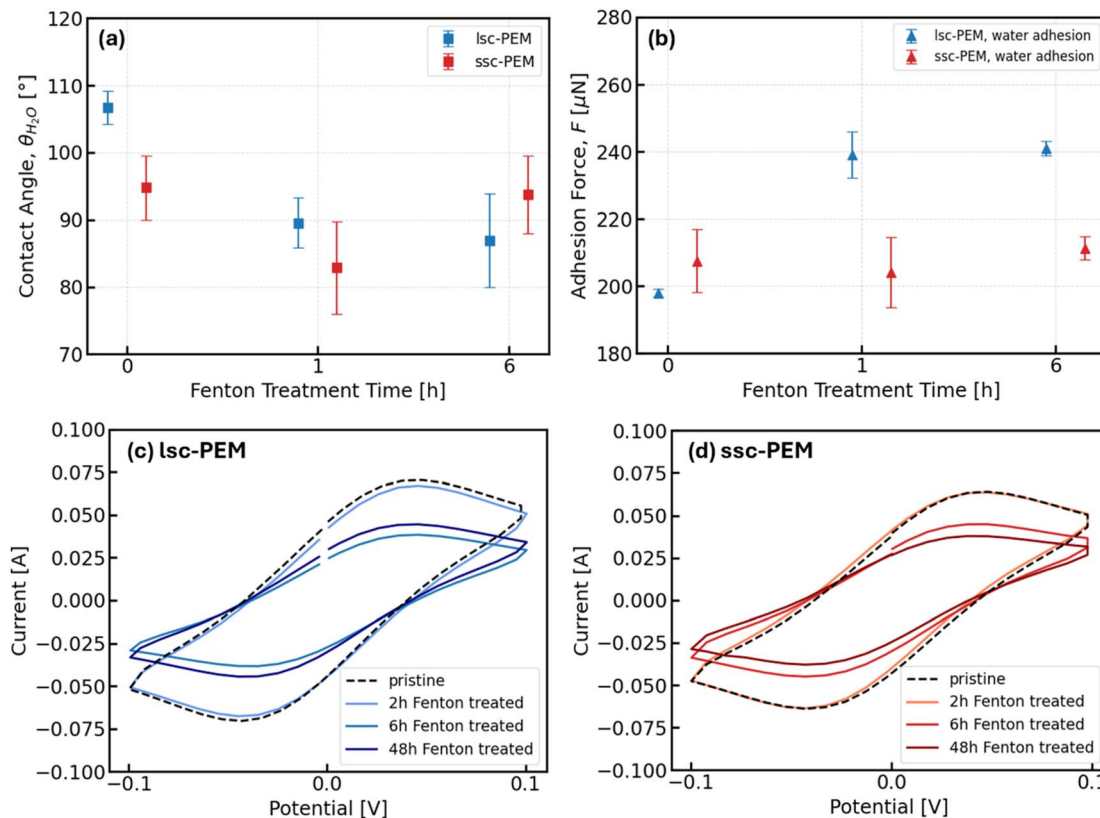 (a)
lsc-PEM
ssc-PEM
120
110
100
90
80
70
Contact Angle, θ_{H₂O} [°]
0 1 6
Fenton Treatment Time [h]
(b)
lsc-PEM, water adhesion
ssc-PEM, water adhesion
280
260
240
220
200
180
Adhesion Force, F [μN]
0 1 6
Fenton Treatment Time [h]
(c) lsc-PEM
0.100
0.075
0.050
0.025
0.000
−0.025
−0.050
−0.075
−0.100
Current [A]
pristine
2h Fenton treated
6h Fenton treated
48h Fenton treated
−0.1 0.0 0.1
Potential [V]
(d) ssc-PEM
0.100
0.075
0.050
0.025
0.000
−0.025
−0.050
−0.075
−0.100
Current [A]
pristine
2h Fenton treated
6h Fenton treated
48h Fenton treated
−0.1 0.0 0.1
Potential [V]